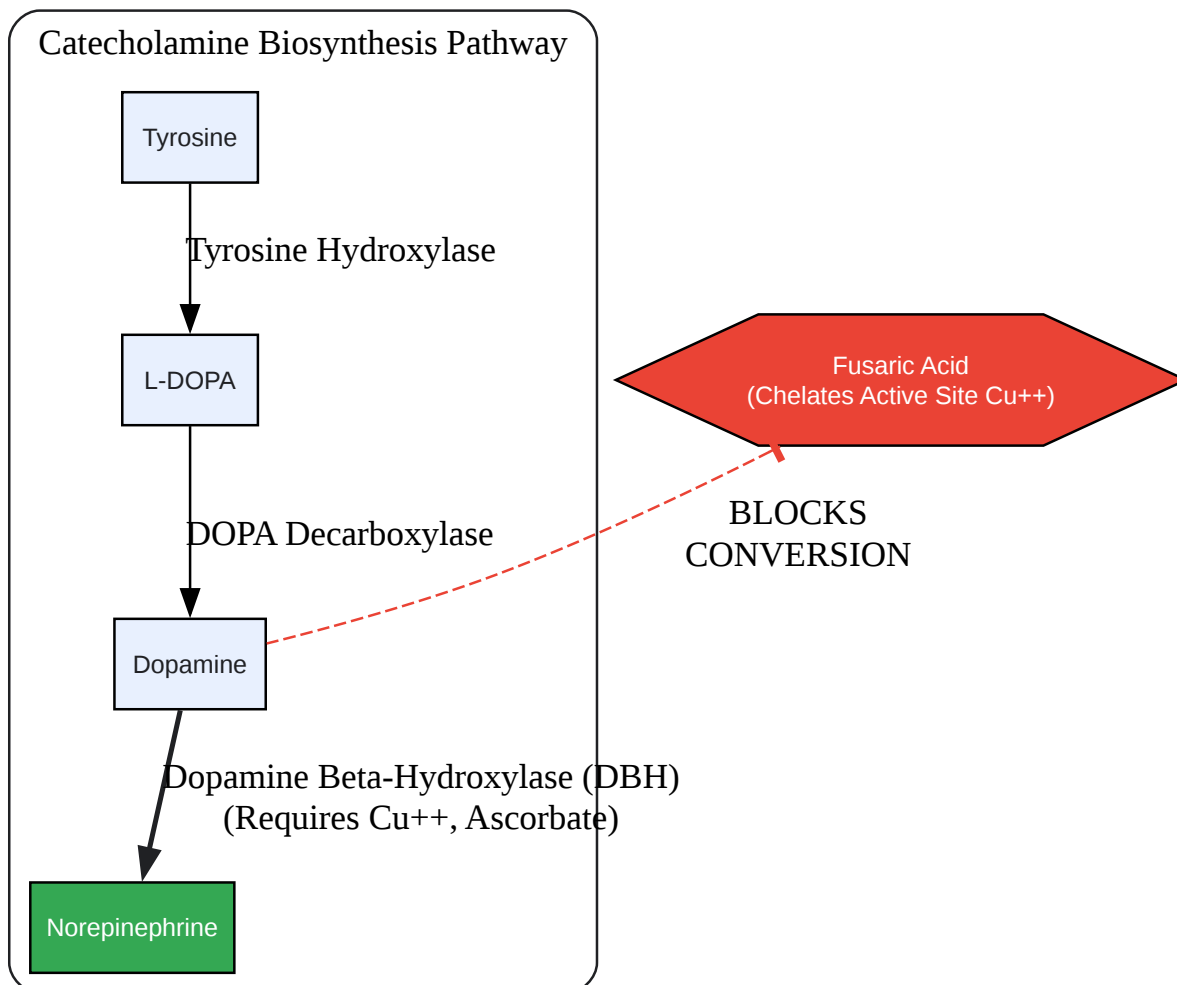 Catecholamine Biosynthesis Pathway
Tyrosine
Tyrosine Hydroxylase
L-DOPA
Fusaric Acid
(Chelates Active Site Cu++)
BLOCKS
CONVERSION
DOPA Decarboxylase
Dopamine
Dopamine Beta-Hydroxylase (DBH)
(Requires Cu++, Ascorbate)
Norepinephrine